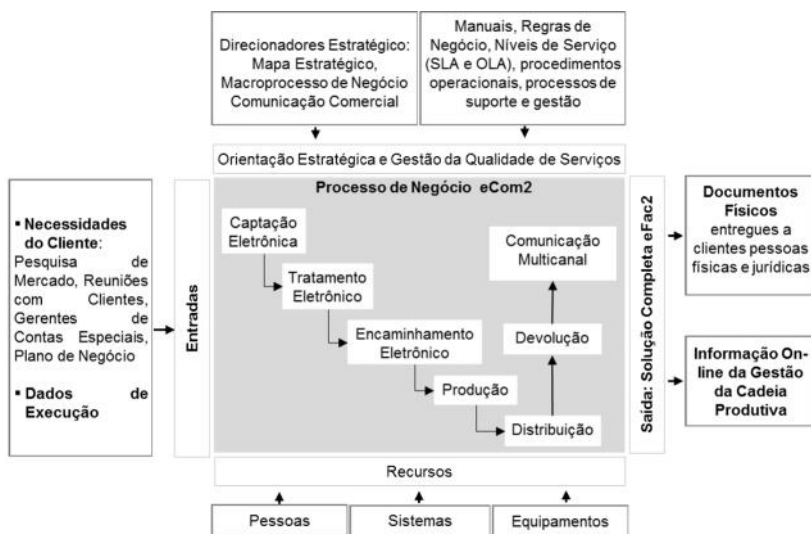 Direcionadores Estratégico:
Mapa Estratégico,
Macroprocesso de Negócio
Comunicação Comercial
Manuais, Regras de
Negócio, Níveis de Serviço
(SLA e OLA), procedimentos
operacionais, processos de
suporte e gestão
Orientação Estratégica e Gestão da Qualidade de Serviços
▪ Necessidades
do Cliente:
Pesquisa de
Mercado, Reuniões
com Clientes,
Gerentes de
Contas Especiais,
Plano de Negócio
▪ Dados de
Execução
Entradas
Processo de Negócio eCom2
Captação
Eletrônica
Tratamento
Eletrônico
Encaminhamento
Eletrônico
Produção
Distribuição
Devolução
Comunicação
Multicanal
Saída: Solução Completa eFac2
Documentos
Físicos
entregues a
clientes pessoas
físicas e jurídicas
Informação On-
line da Gestão
da Cadeia
Produtiva
Recursos
Pessoas
Sistemas
Equipamentos